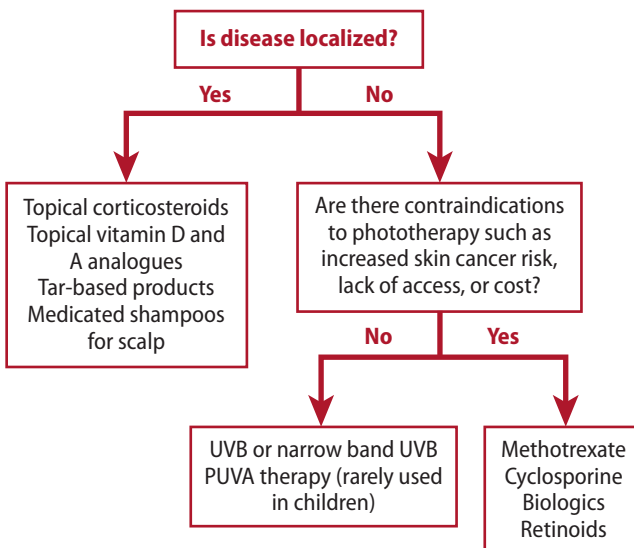 Is disease localized?
Yes
No
Topical corticosteroids
Topical vitamin D and
A analogues
Tar-based products
Medicated shampoos
for scalp
Are there contraindications
to phototherapy such as
increased skin cancer risk,
lack of access, or cost?
No
Yes
UVB or narrow band UVB
PUVA therapy (rarely used
in children)
Methotrexate
Cyclosporine
Biologics
Retinoids